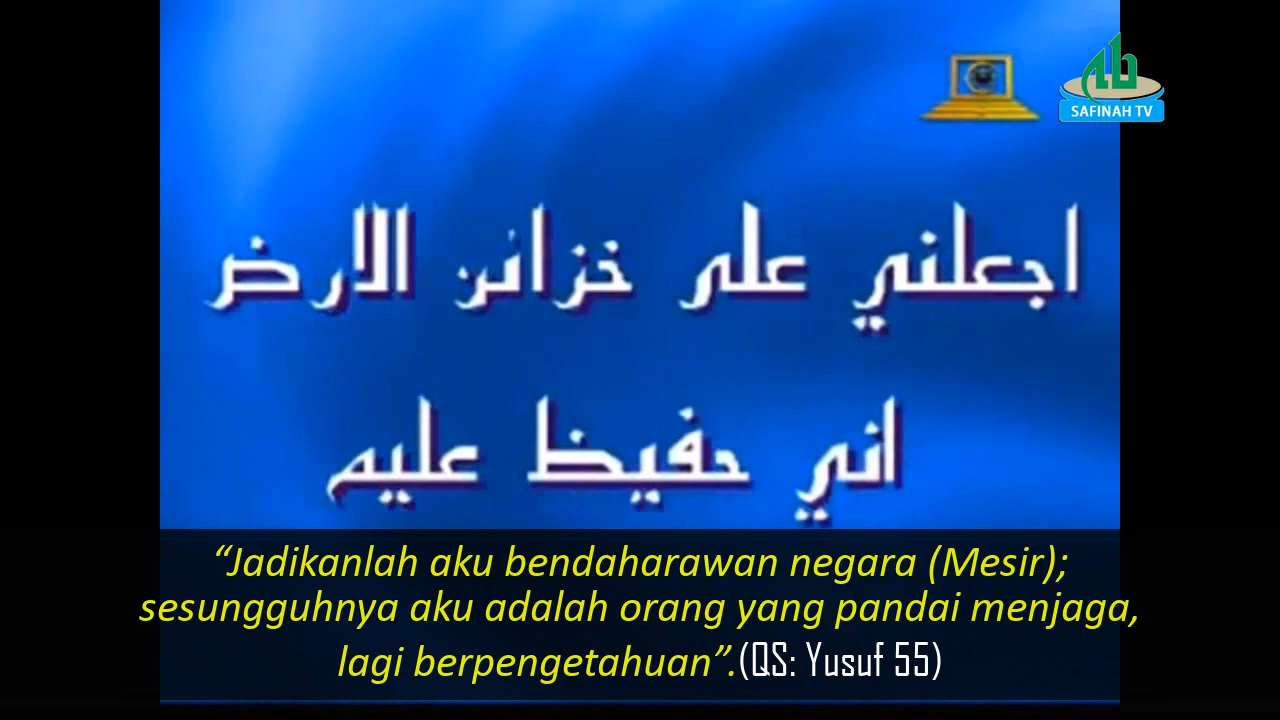 SAFINAH TV
اجعلني على خزائن الارض
اني حفيظ عليم
“Jadikanlah aku bendaharawan negara (Mesir);
sesungguhnya aku adalah orang yang pandai menjaga,
lagi berpengetahuan”.(QS: Yusuf 55)